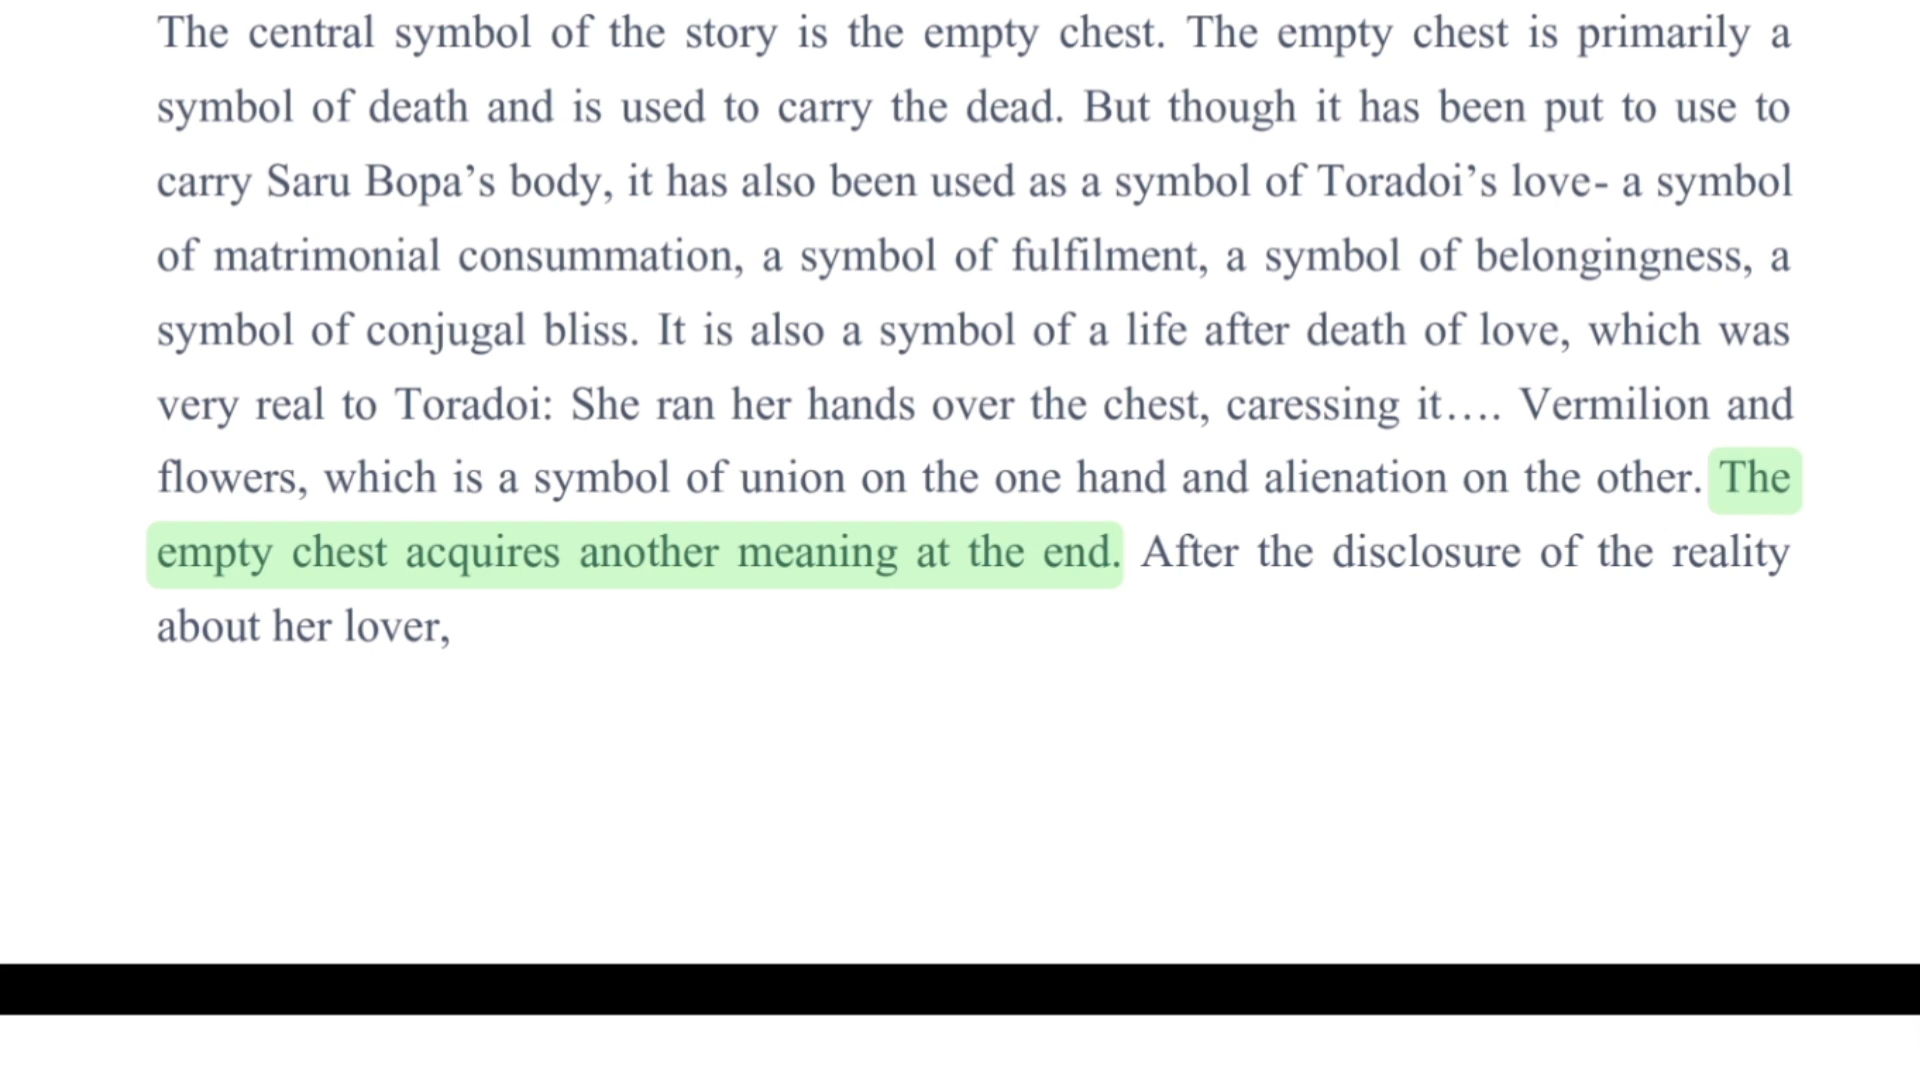 The central symbol of the story is the empty chest. The empty chest is primarily a
symbol of death and is used to carry the dead. But though it has been put to use to
carry Saru Bopa’s body, it has also been used as a symbol of Toradoi’s love- a symbol
of matrimonial consummation, a symbol of fulfilment, a symbol of belongingness, a
symbol of conjugal bliss. It is also a symbol of a life after death of love, which was
very real to Toradoi: She ran her hands over the chest, caressing it.... Vermilion and
flowers, which is a symbol of union on the one hand and alienation on the other. The
empty chest acquires another meaning at the end. After the disclosure of the reality
about her lover,